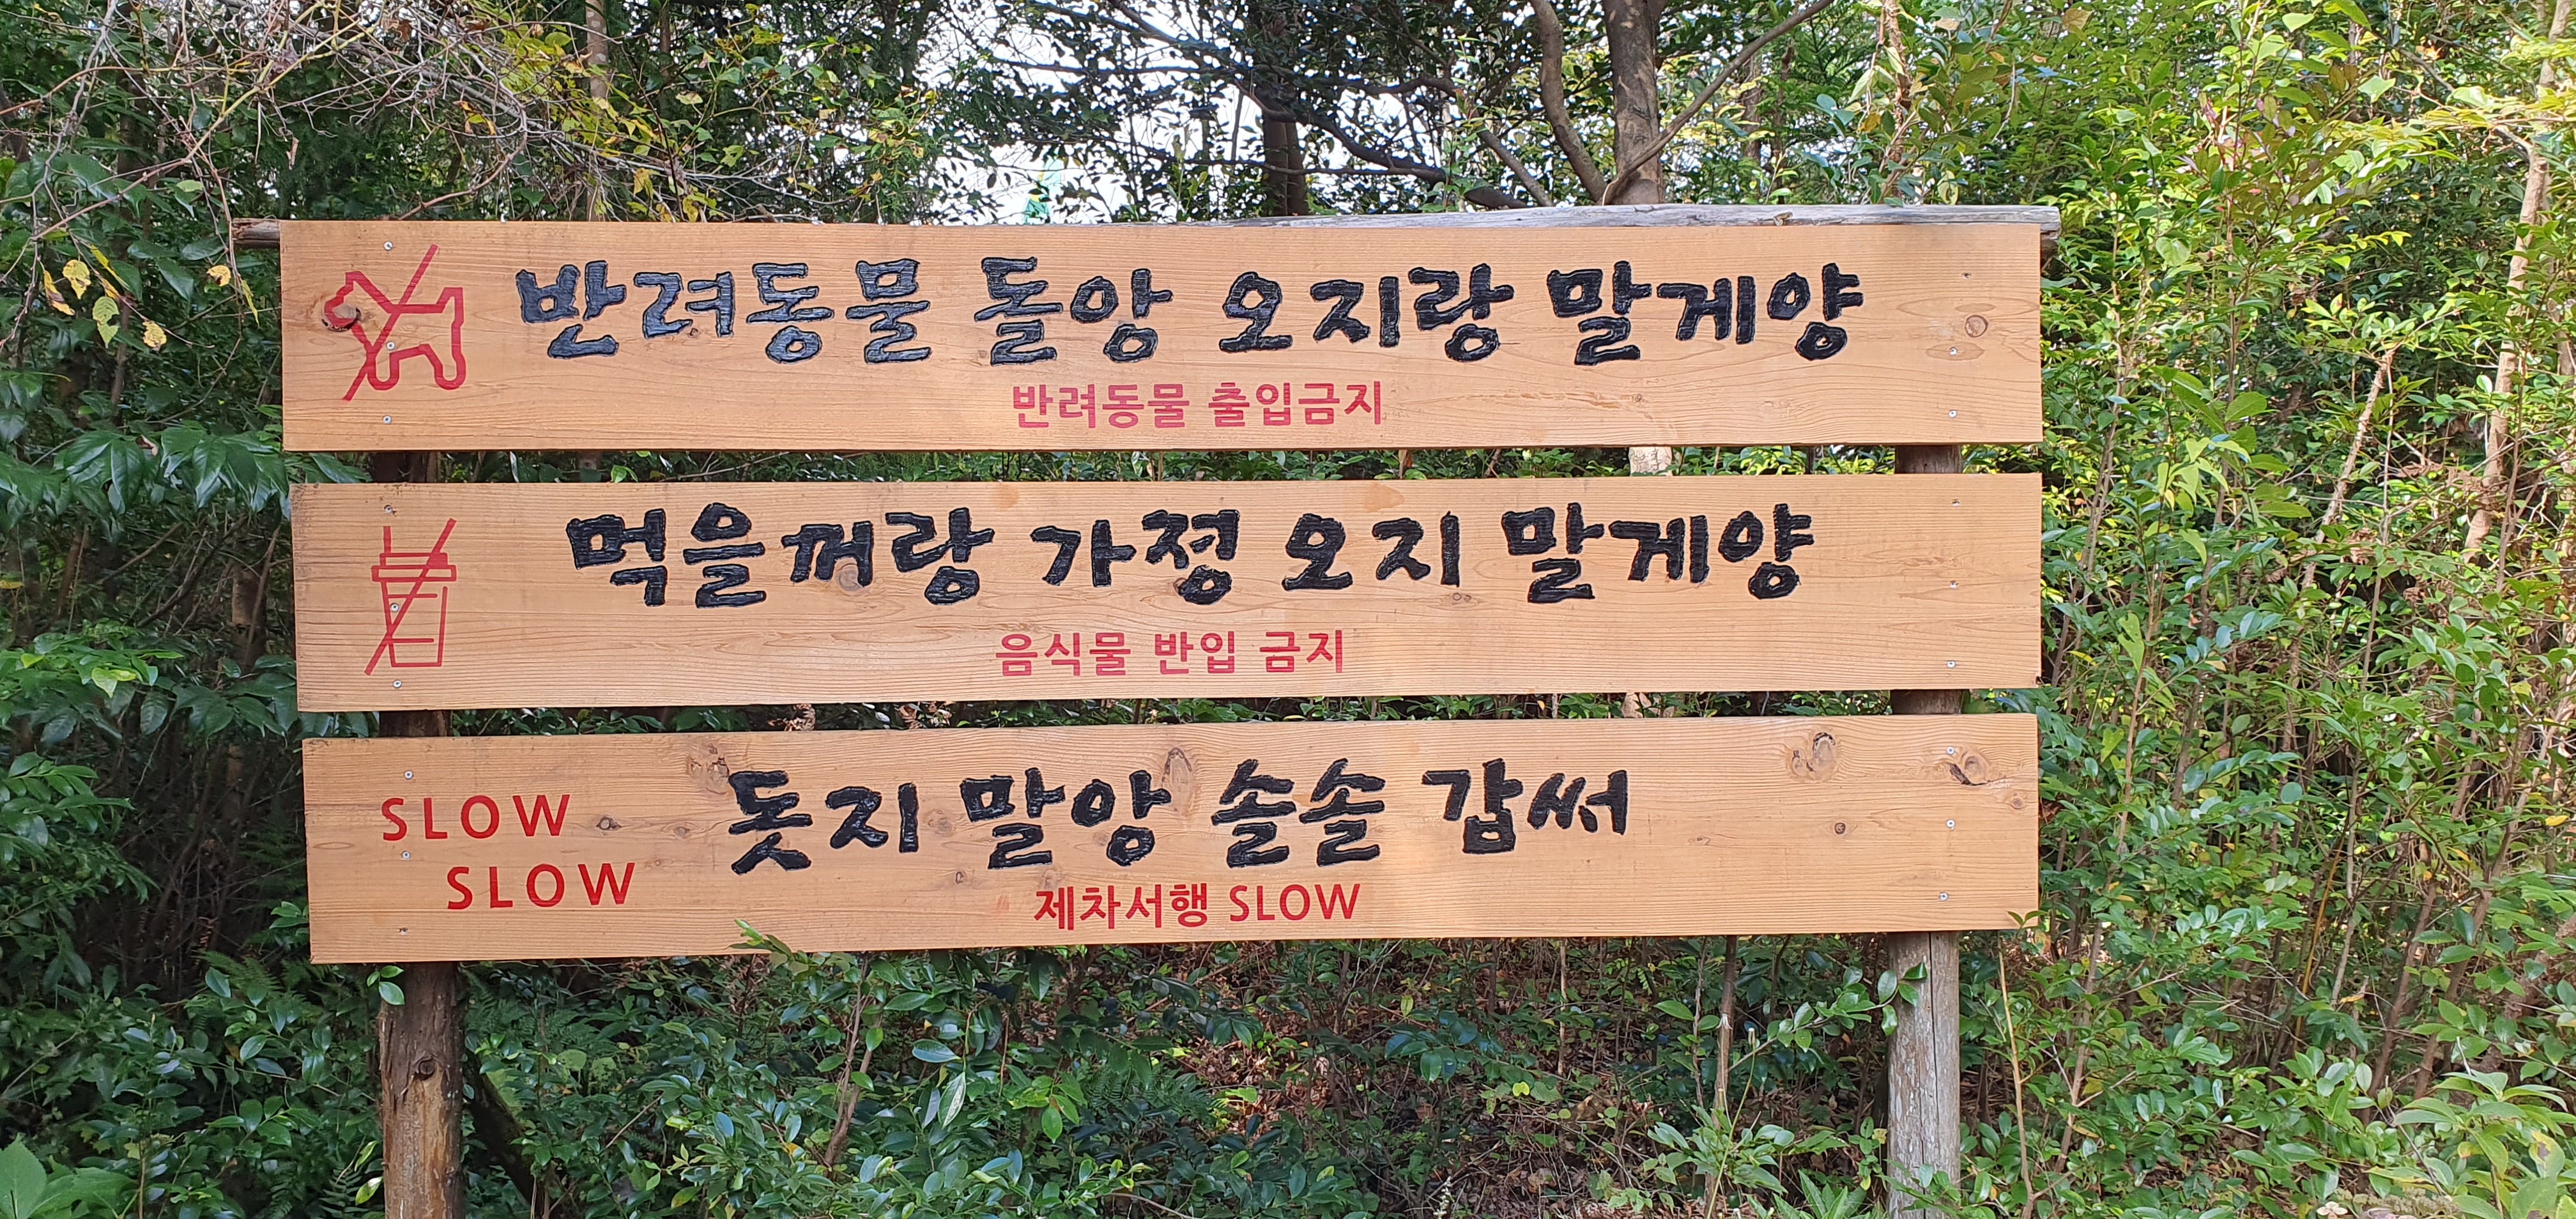 반려동물 돌앙 오지랑 말게양
반려동물 출입금지
먹을꺼랑 가졍 오지 말게양
음식물 반입 금지
SLOW
SLOW
돗지 말앙 솔솔 갑써
제차서행 SLOW